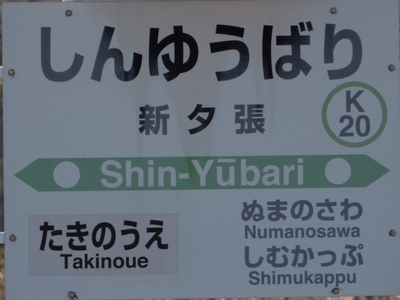 しんゆうばり
新夕張
K
20
Shin-Yūbari
たきのうえ
Takinoue
ぬまのさわ
Numanosawa
しむかっぷ
Shimukappu